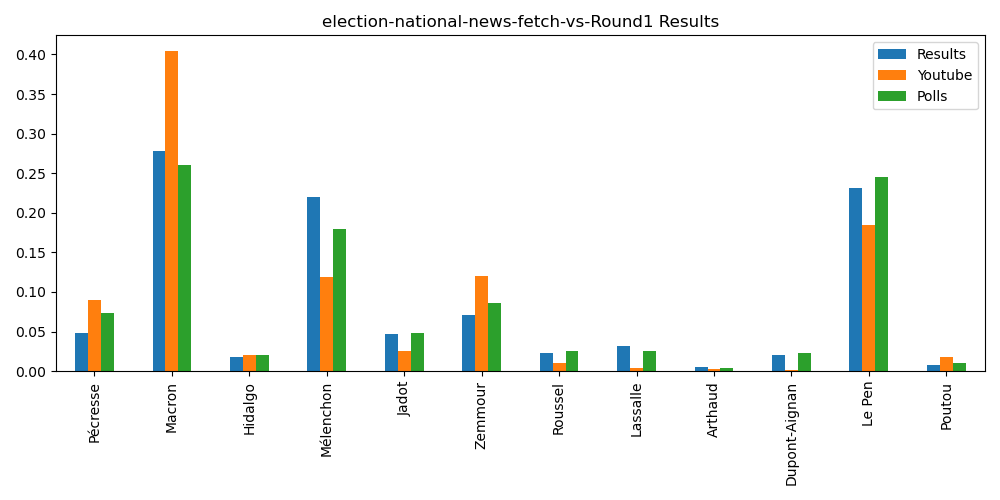 election-national-news-fetch-vs-Round1 Results
Results
Youtube
Polls
0.40
0.35
0.30
0.25
0.20
0.15
0.10
0.05
0.00
Pécresse
Macron
Hidalgo
Mélenchon
Jadot
Zemmour
Roussel
Lassalle
Arthaud
Dupont-Aignan
Le Pen
Poutou